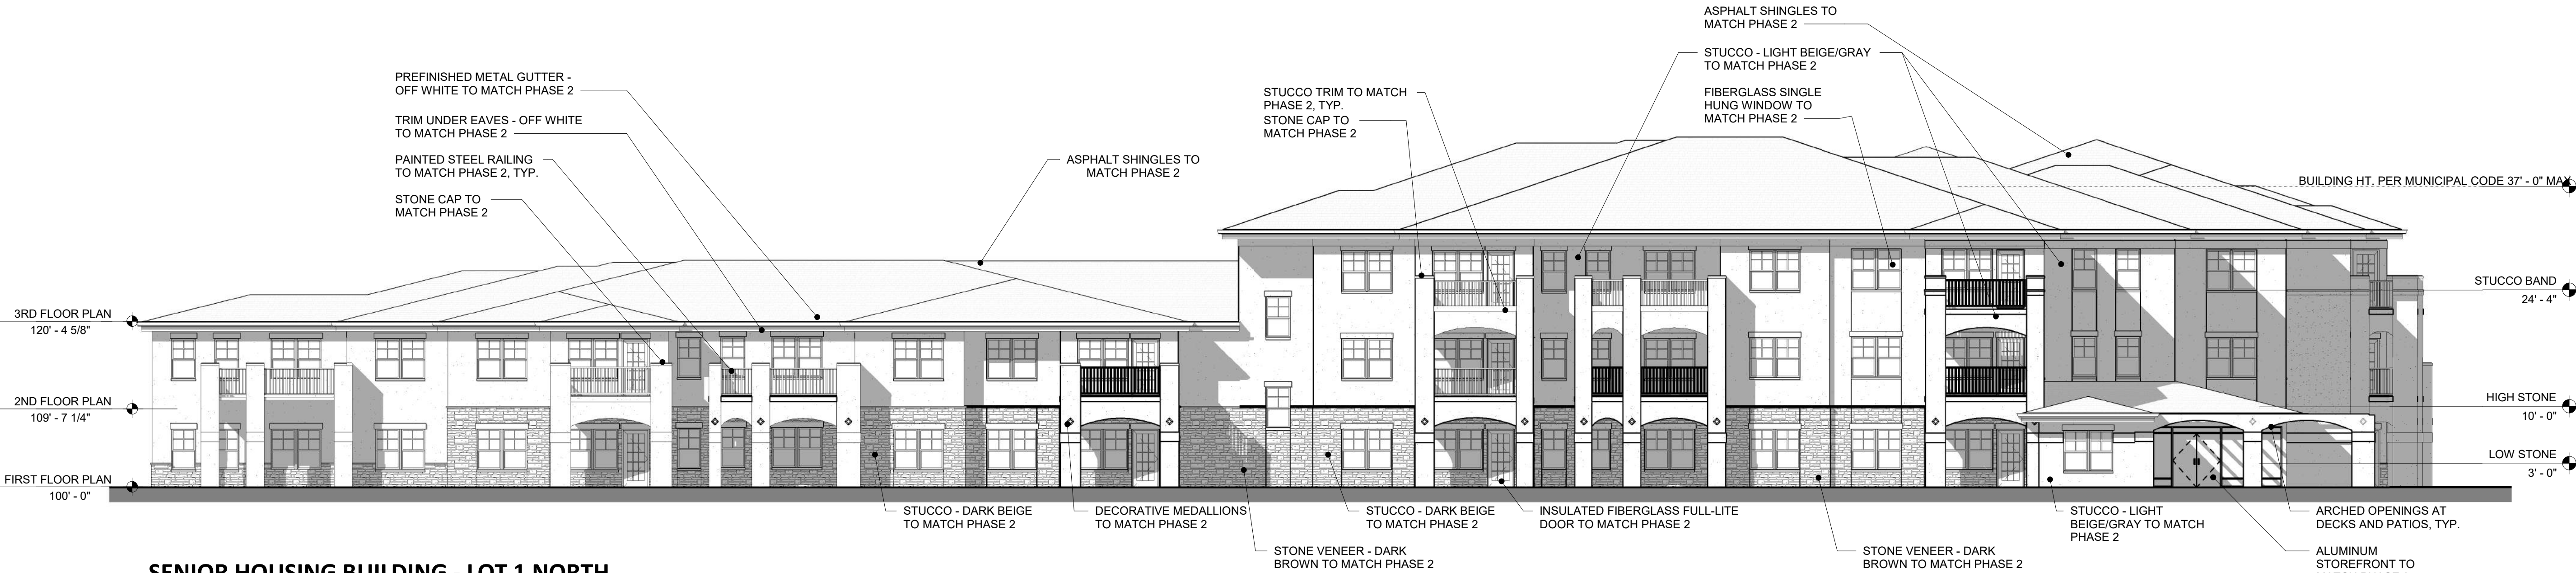 ASPHALT SHINGLES TO
MATCH PHASE 2
STUCCO - LIGHT BEIGE/GRAY
TO MATCH PHASE 2
PREFINISHED METAL GUTTER -
OFF WHITE TO MATCH PHASE 2
STUCCO TRIM TO MATCH
PHASE 2, TYP.
STONE CAP TO
MATCH PHASE 2
FIBERGLASS SINGLE
HUNG WINDOW TO
MATCH PHASE 2
TRIM UNDER EAVES - OFF WHITE
TO MATCH PHASE 2
PAINTED STEEL RAILING
TO MATCH PHASE 2, TYP.
ASPHALT SHINGLES TO
MATCH PHASE 2
STONE CAP TO
MATCH PHASE 2
BUILDING HT. PER MUNICIPAL CODE 37' - 0" MAX
3RD FLOOR PLAN
120' - 4 5/8"
STUCCO BAND
24' - 4"
2ND FLOOR PLAN
109' - 7 1/4"
HIGH STONE
10' - 0"
FIRST FLOOR PLAN
100' - 0"
LOW STONE
3' - 0"
STUCCO - DARK BEIGE
TO MATCH PHASE 2
DECORATIVE MEDALLIONS
TO MATCH PHASE 2
STUCCO - DARK BEIGE
TO MATCH PHASE 2
INSULATED FIBERGLASS FULL-LITE
DOOR TO MATCH PHASE 2
STUCCO - LIGHT
BEIGE/GRAY TO MATCH
PHASE 2
ARCHED OPENINGS AT
DECKS AND PATIOS, TYP.
STONE VENEER - DARK
BROWN TO MATCH PHASE 2
STONE VENEER - DARK
BROWN TO MATCH PHASE 2
ALUMINUM
STOREFRONT TO
SENIOR HOUSING BUILDING - LOT 1 NORTH